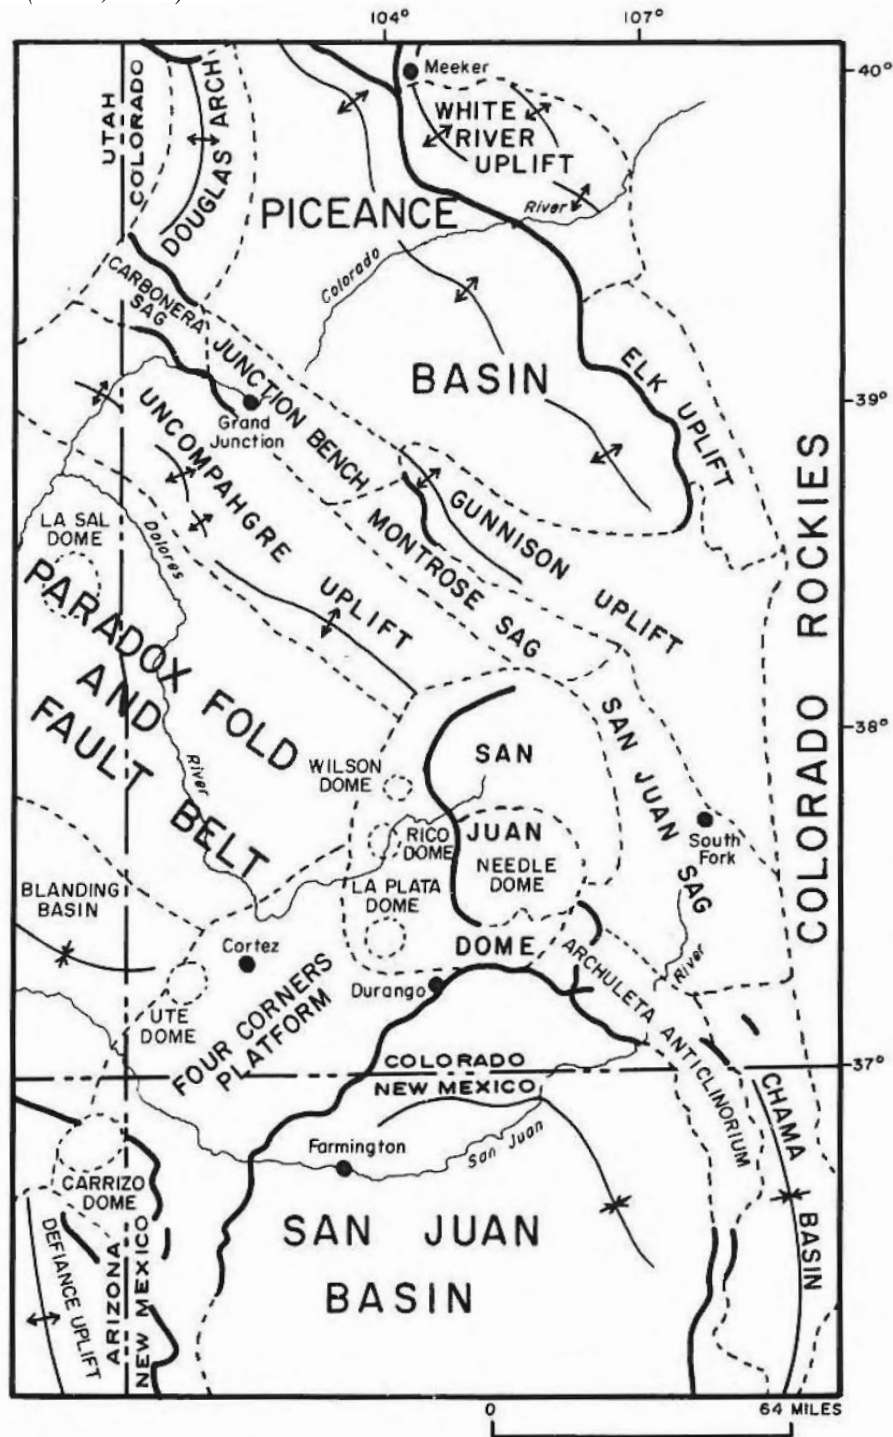 104°
107°
40°
Meeker
WHITE
RIVER
UPLIFT
UTAH
COLORADO
DOUGLAS ARCH
PICEANCE
River
Colorado
CARBONERA
SAG
JUNCTION BENCH
BASIN
ELK UPLIFT
39°
Grand
Junction
UNCOMPAHGRE
UPLIFT
GUNNISON
UPLIFT
MONTROSE SAG
LA SAL
DOME
Dolores
River
PARADOX FOLD
AND
FAULT BELT
COLORADO ROCKIES
38°
SAN
JUAN
DOME
SAN JUAN SAG
WILSON
DOME
RICO
DOME
NEEDLE
DOME
South
Fork
LA PLATA
DOME
BLANDING
BASIN
Cortez
UTE
DOME
FOUR CORNERS
PLATFORM
Durango
ARCHULETA ANTICLINORIUM
River
COLORADO
NEW MEXICO
37°
CHAMA
BASIN
Farmington
San Juan
CARRIZO
DOME
SAN JUAN
BASIN
DEFIANCE UPLIFT
ARIZONA
NEW MEXICO
0
64 MILES